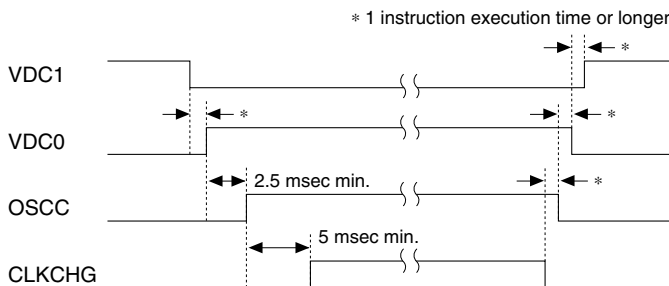 * 1 instruction execution time or longer
*
VDC1
*
*
VDC0
2.5 msec min.
*
OSCC
5 msec min.
CLKCHG